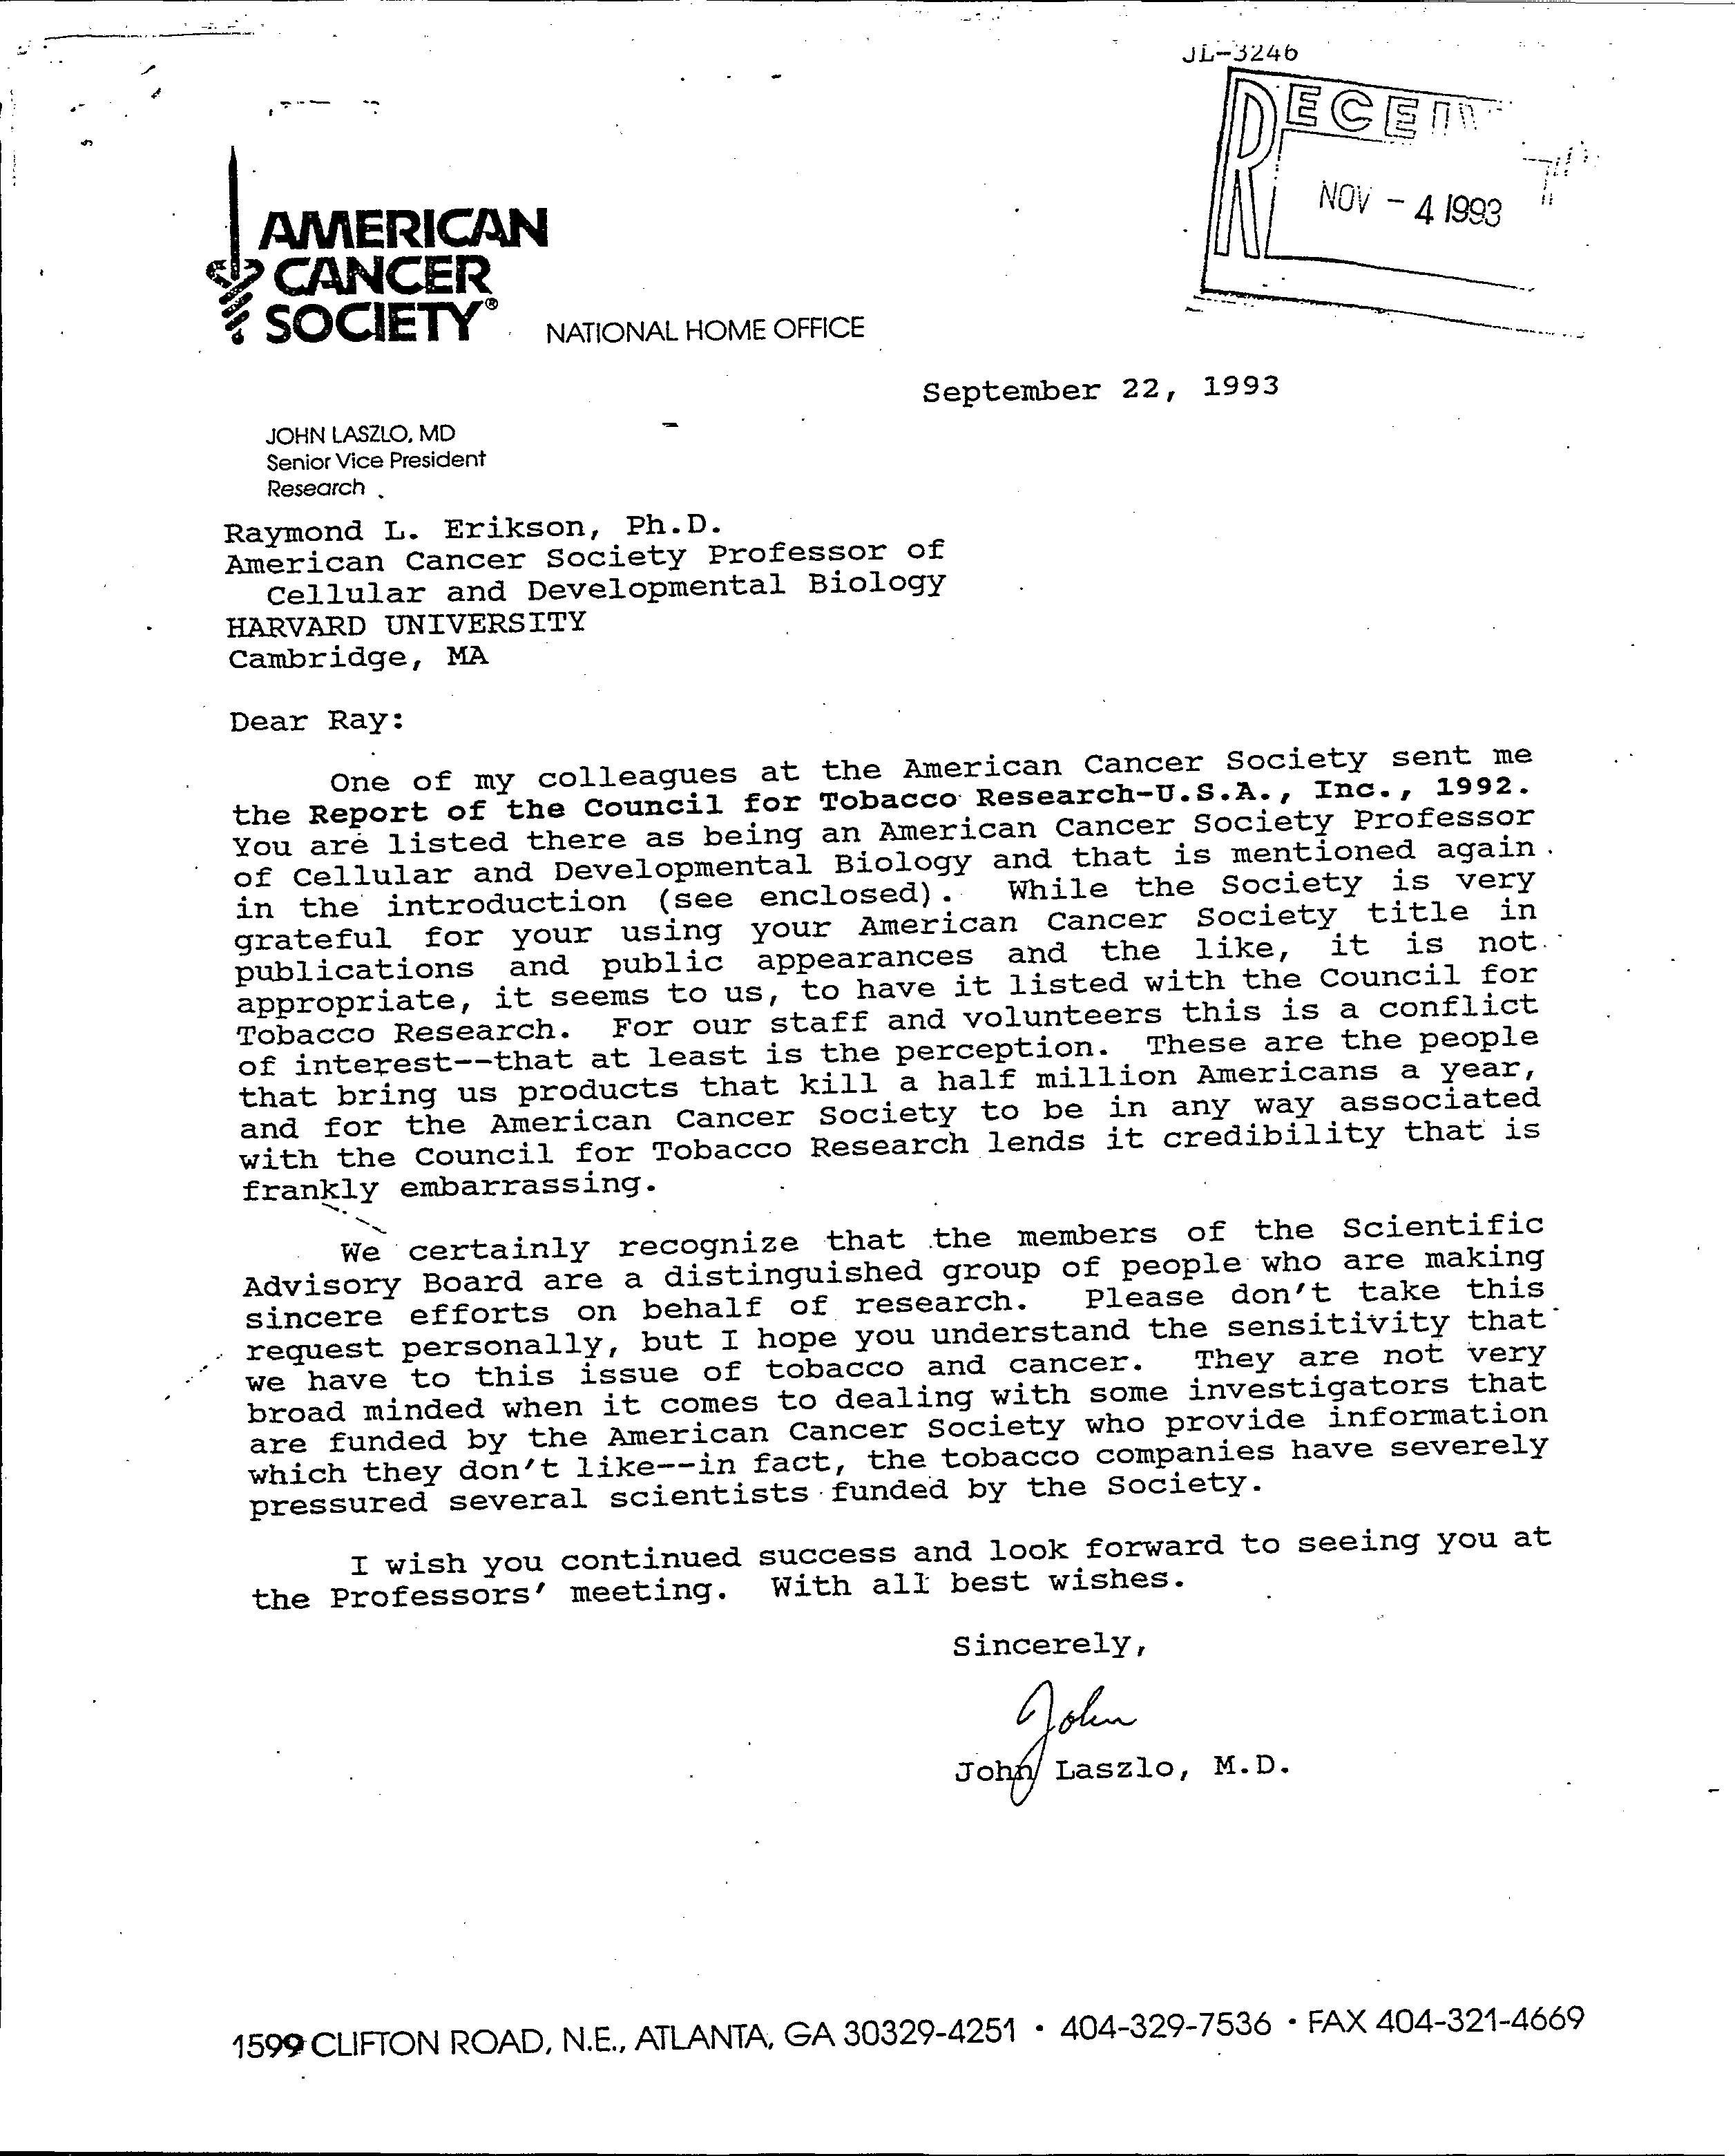 JL-3246
NOV - 4 1993
AMERICAN
CANCER
SOCIETY®
NATIONAL HOME OFFICE
September 22, 1993
JOHN LASZLO, MD
Senior Vice President
Research
Raymond L. Erikson, Ph.D.
American Cancer Society Professor of
Cellular and Developmental Biology
HARVARD UNIVERSITY
Cambridge, MA
Dear Ray:
One of my colleagues at the American Cancer Society sent me
the Report of the Council for Tobacco Research-U.S.A., Inc., 1992.
You are listed there as being an American Cancer Society Professor
of Cellular and Developmental Biology and that is mentioned again
in the introduction (see enclosed). While the Society is very
grateful for your using your American Cancer Society title in
publications and public appearances and the like, it is not
appropriate, it seems to us, to have it listed with the Council for
Tobacco Research. For our staff and volunteers this is a conflict
of interest--that at least is the perception. These are the people
that bring us products that kill a half million Americans a year,
and for the American Cancer Society to be in any way associated
with the Council for Tobacco Research lends it credibility that is
frankly embarrassing.
We certainly recognize that the members of the Scientific
Advisory Board are a distinguished group of people who are making
sincere efforts on behalf of research. Please don't take this
request personally, but I hope you understand the sensitivity that
we have to this issue of tobacco and cancer. They are not very
broad minded when it comes to dealing with some investigators that
are funded by the American Cancer Society who provide information
which they don't like--in fact, the tobacco companies have severely
pressured several scientists funded by the Society.
I wish you continued success and look forward to seeing you at
the Professors' meeting. With all best wishes.
Sincerely,
John
John Laszlo, M.D.
1599 CLIFTON ROAD, N.E., ATLANTA, GA 30329-4251 • 404-329-7536 • FAX 404-321-4669